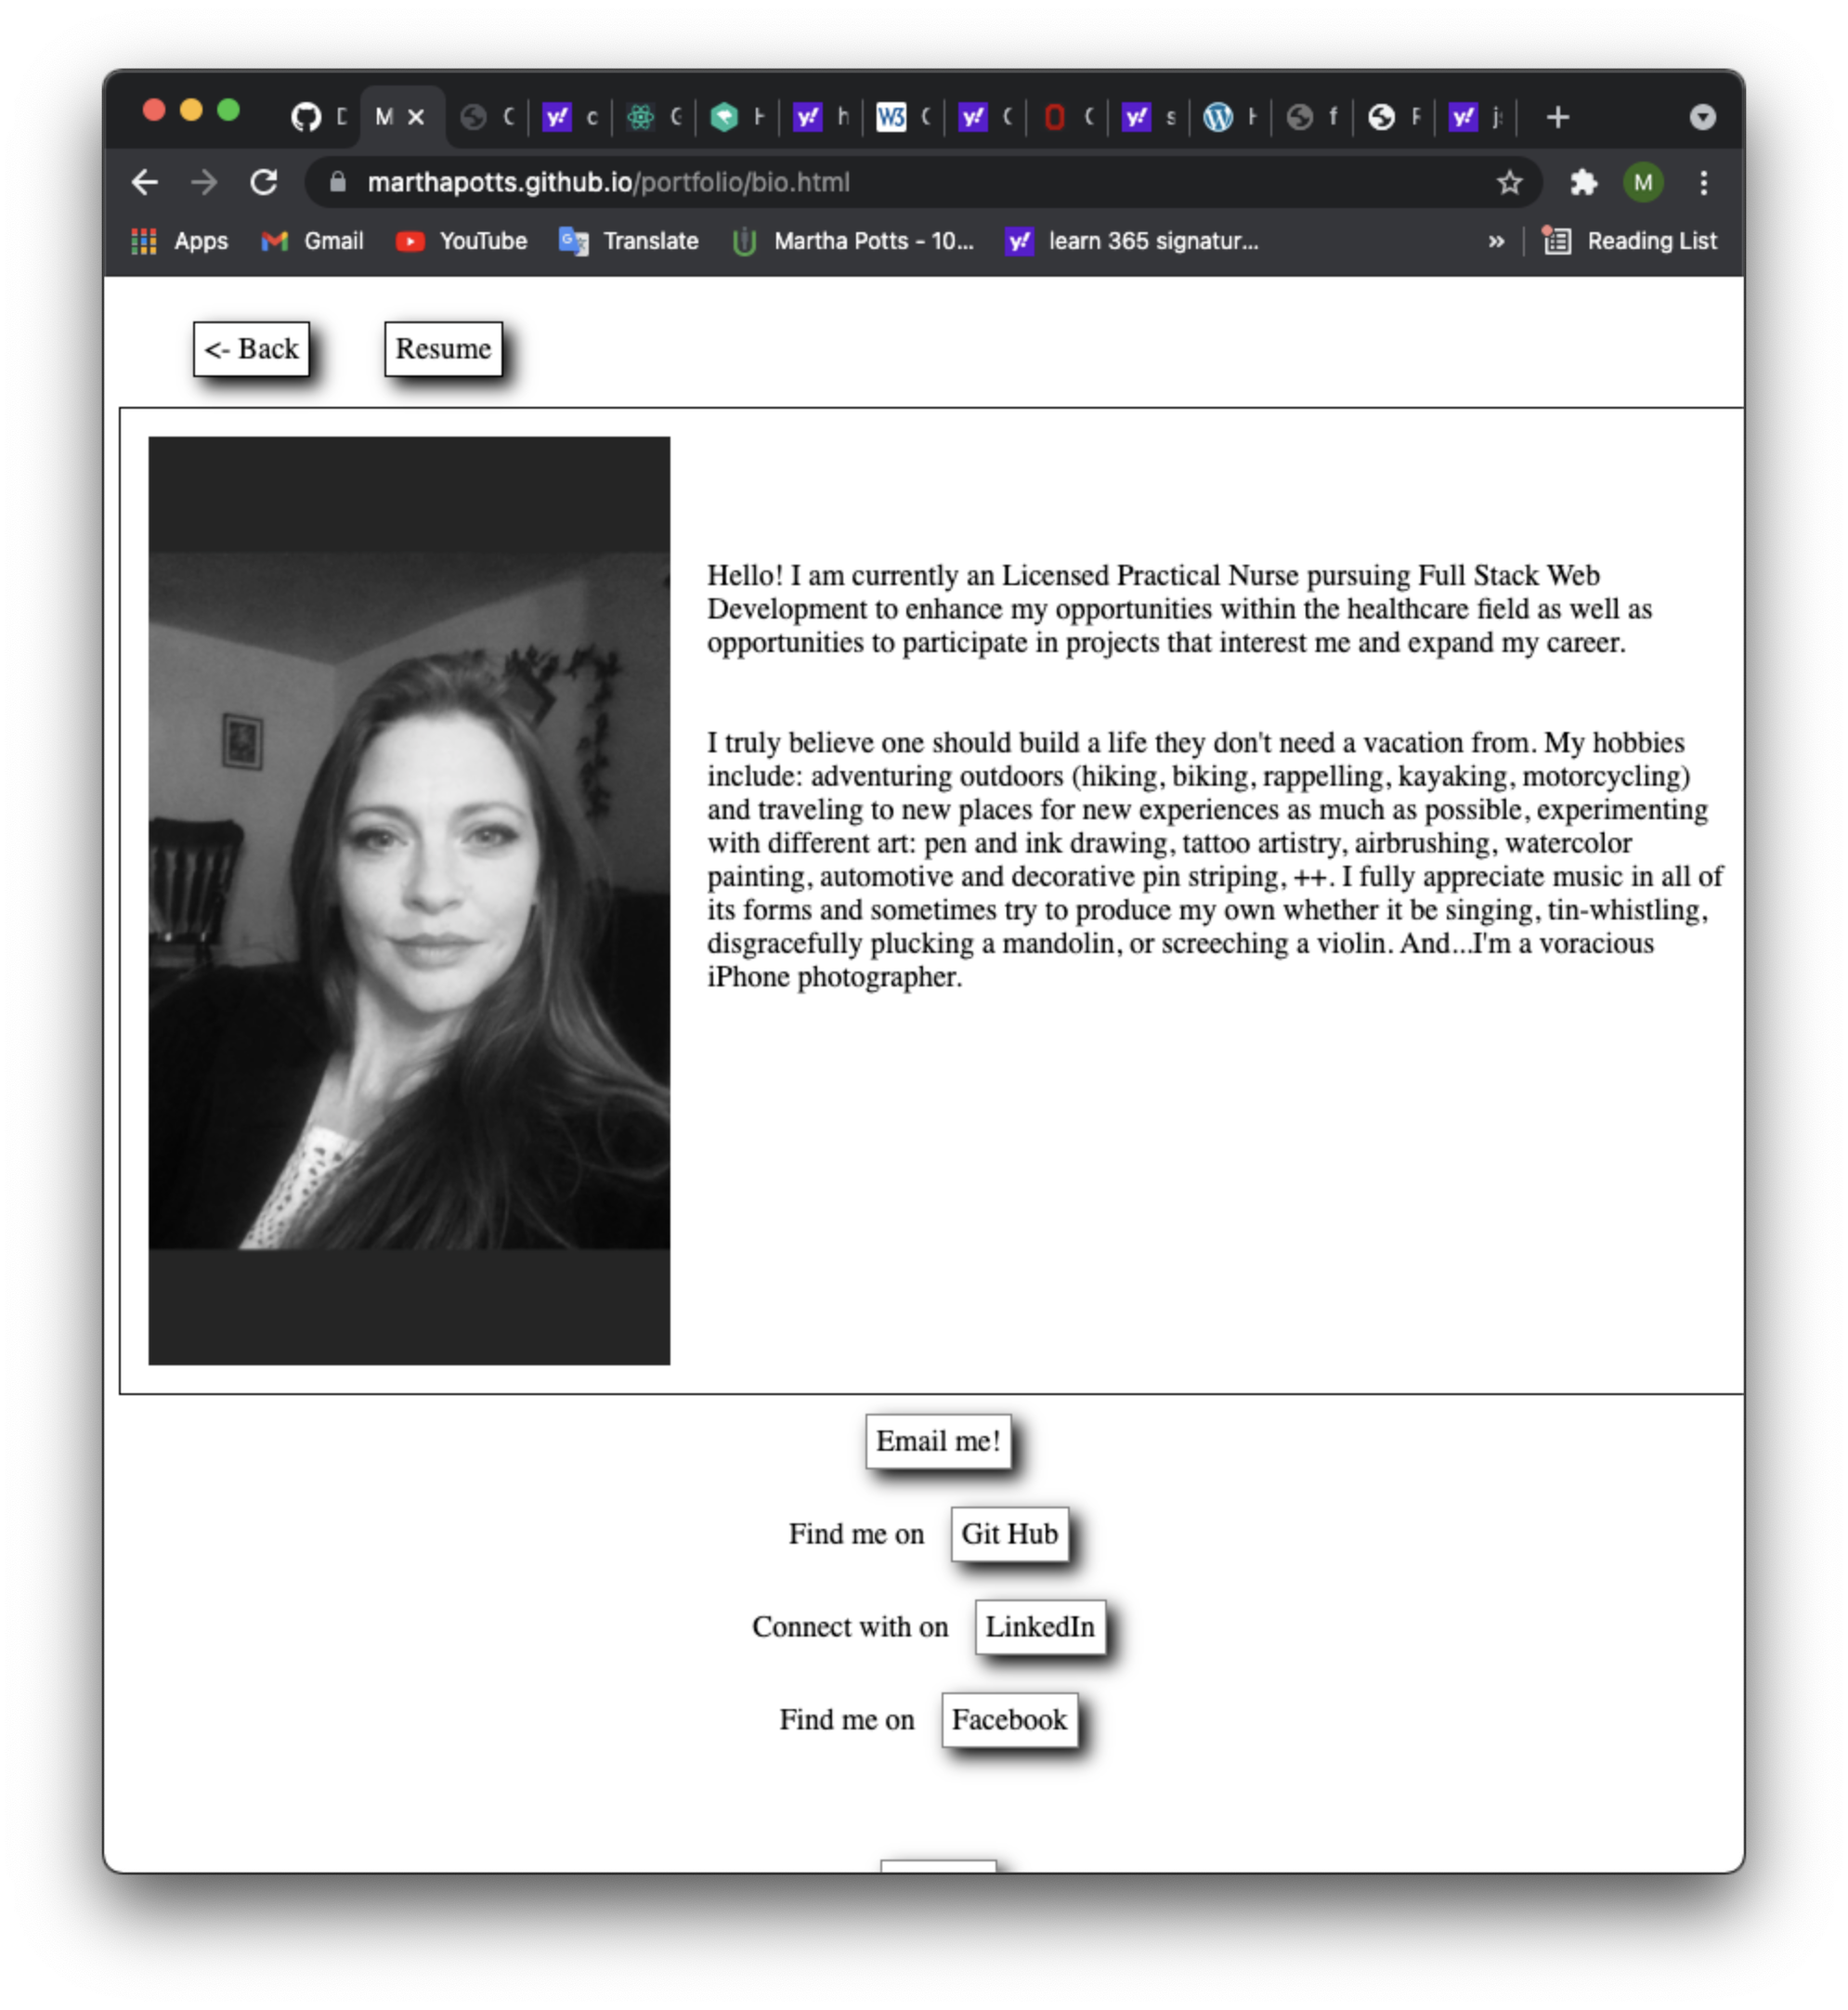 D
M
C
y!
c
G
H
y!
h
W3
C
y!
C
O
C
y!
s
H
f
F
y!
j
marthapotts.github.io/portfolio/bio.html
M
Apps
Gmail
YouTube
Translate
Martha Potts - 10...
y!
learn 365 signatur...
»
Reading List
<- Back
Resume
Hello! I am currently an Licensed Practical Nurse pursuing Full Stack Web
Development to enhance my opportunities within the healthcare field as well as
opportunities to participate in projects that interest me and expand my career.
I truly believe one should build a life they don't need a vacation from. My hobbies
include: adventuring outdoors (hiking, biking, rappelling, kayaking, motorcycling)
and traveling to new places for new experiences as much as possible, experimenting
with different art: pen and ink drawing, tattoo artistry, airbrushing, watercolor
painting, automotive and decorative pin striping, ++. I fully appreciate music in all of
its forms and sometimes try to produce my own whether it be singing, tin-whistling,
disgracefully plucking a mandolin, or screeching a violin. And...I'm a voracious
iPhone photographer.
Email me!
Find me on Git Hub
Connect with on LinkedIn
Find me on Facebook